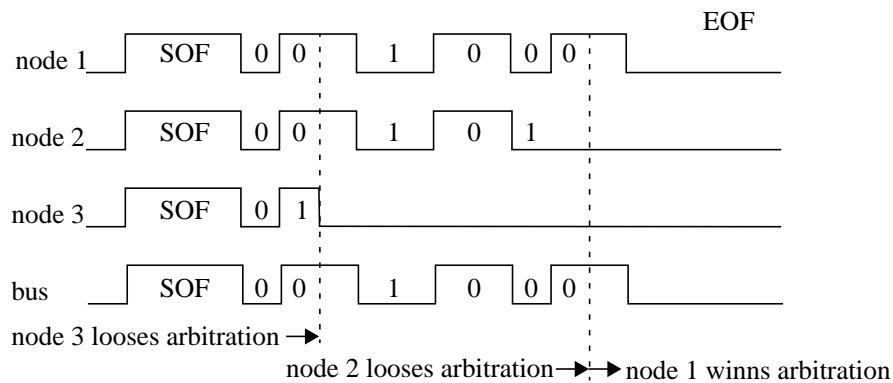 EOF
node 1 SOF 0 0 1 0 0 0
node 2 SOF 0 0 1 0 1
node 3 SOF 0 1
bus SOF 0 0 1 0 0 0
node 3 looses arbitration
node 2 looses arbitration node 1 winns arbitration